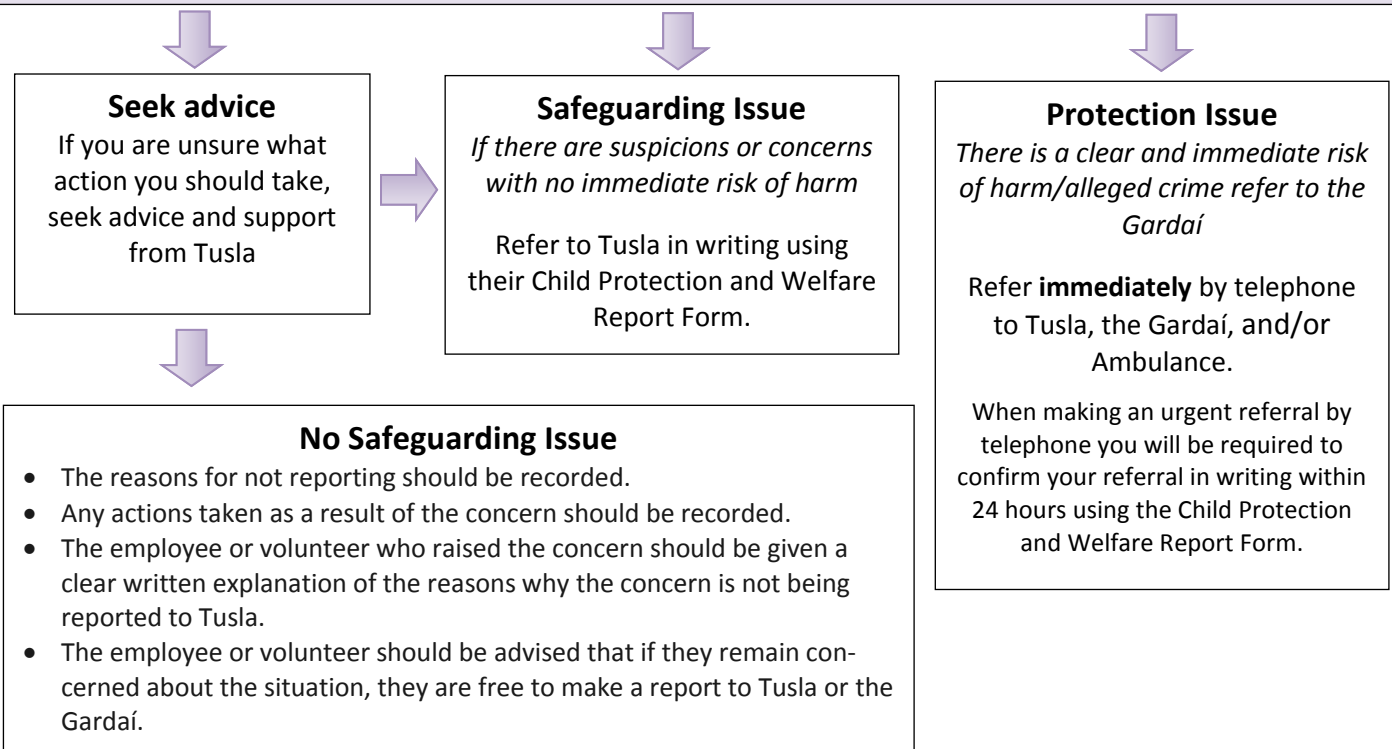 Seek advice
If you are unsure what
action you should take,
seek advice and support
from Tusla
Safeguarding Issue
If there are suspicions or concerns
with no immediate risk of harm
Refer to Tusla in writing using
their Child Protection and Welfare
Report Form.
Protection Issue
There is a clear and immediate risk
of harm/alleged crime refer to the
Gardaí
Refer immediately by telephone
to Tusla, the Gardaí, and/or
Ambulance.
When making an urgent referral by
telephone you will be required to
confirm your referral in writing within
24 hours using the Child Protection
and Welfare Report Form.
No Safeguarding Issue
• The reasons for not reporting should be recorded.
• Any actions taken as a result of the concern should be recorded.
• The employee or volunteer who raised the concern should be given a
clear written explanation of the reasons why the concern is not being
reported to Tusla.
• The employee or volunteer should be advised that if they remain con-
cerned about the situation, they are free to make a report to Tusla or the
Gardaí.